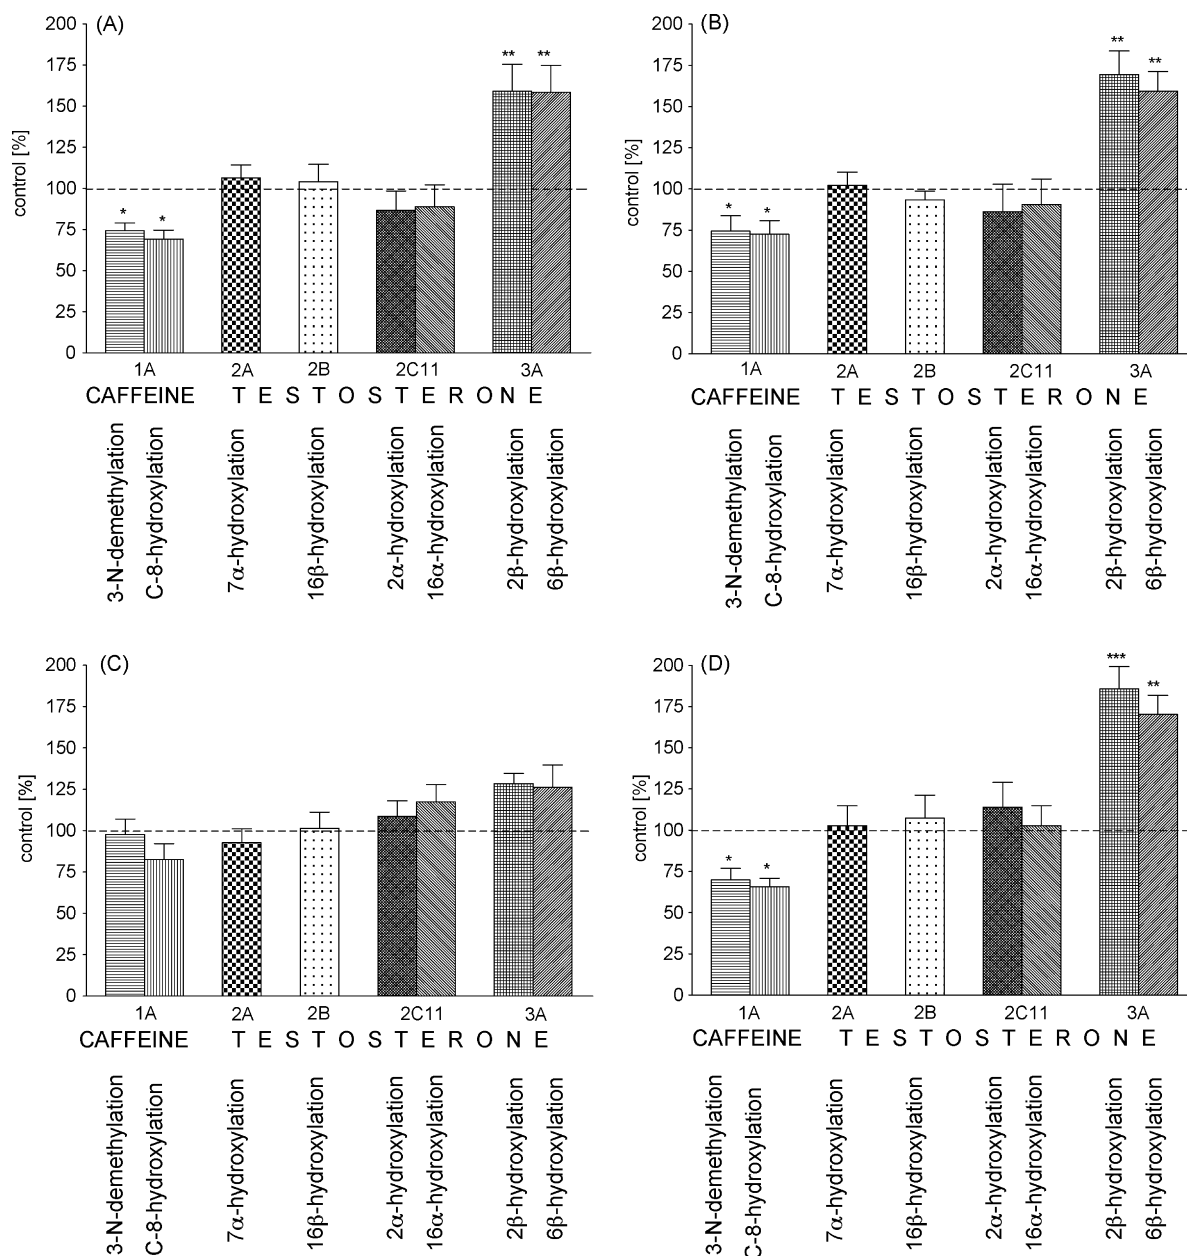 (A)
control [%]
200
175
150
125
100
75
50
25
0
*
*
**
**
1A 2A 2B 2C11 3A
CAFFEINE T E S T O S T E R O N E
3-N-demethylation
C-8-hydroxylation
7α-hydroxylation
16β-hydroxylation
2α-hydroxylation
16α-hydroxylation
2β-hydroxylation
6β-hydroxylation
(B)
control [%]
200
175
150
125
100
75
50
25
0
*
*
**
**
1A 2A 2B 2C11 3A
CAFFEINE T E S T O S T E R O N E
3-N-demethylation
C-8-hydroxylation
7α-hydroxylation
16β-hydroxylation
2α-hydroxylation
16α-hydroxylation
2β-hydroxylation
6β-hydroxylation
(C)
control [%]
200
175
150
125
100
75
50
25
0
1A 2A 2B 2C11 3A
CAFFEINE T E S T O S T E R O N E
3-N-demethylation
C-8-hydroxylation
7α-hydroxylation
16β-hydroxylation
2α-hydroxylation
16α-hydroxylation
2β-hydroxylation
6β-hydroxylation
(D)
control [%]
200
175
150
125
100
75
50
25
0
*
*
***
**
1A 2A 2B 2C11 3A
CAFFEINE T E S T O S T E R O N E
3-N-demethylation
C-8-hydroxylation
7α-hydroxylation
16β-hydroxylation
2α-hydroxylation
16α-hydroxylation
2β-hydroxylation
6β-hydroxylation